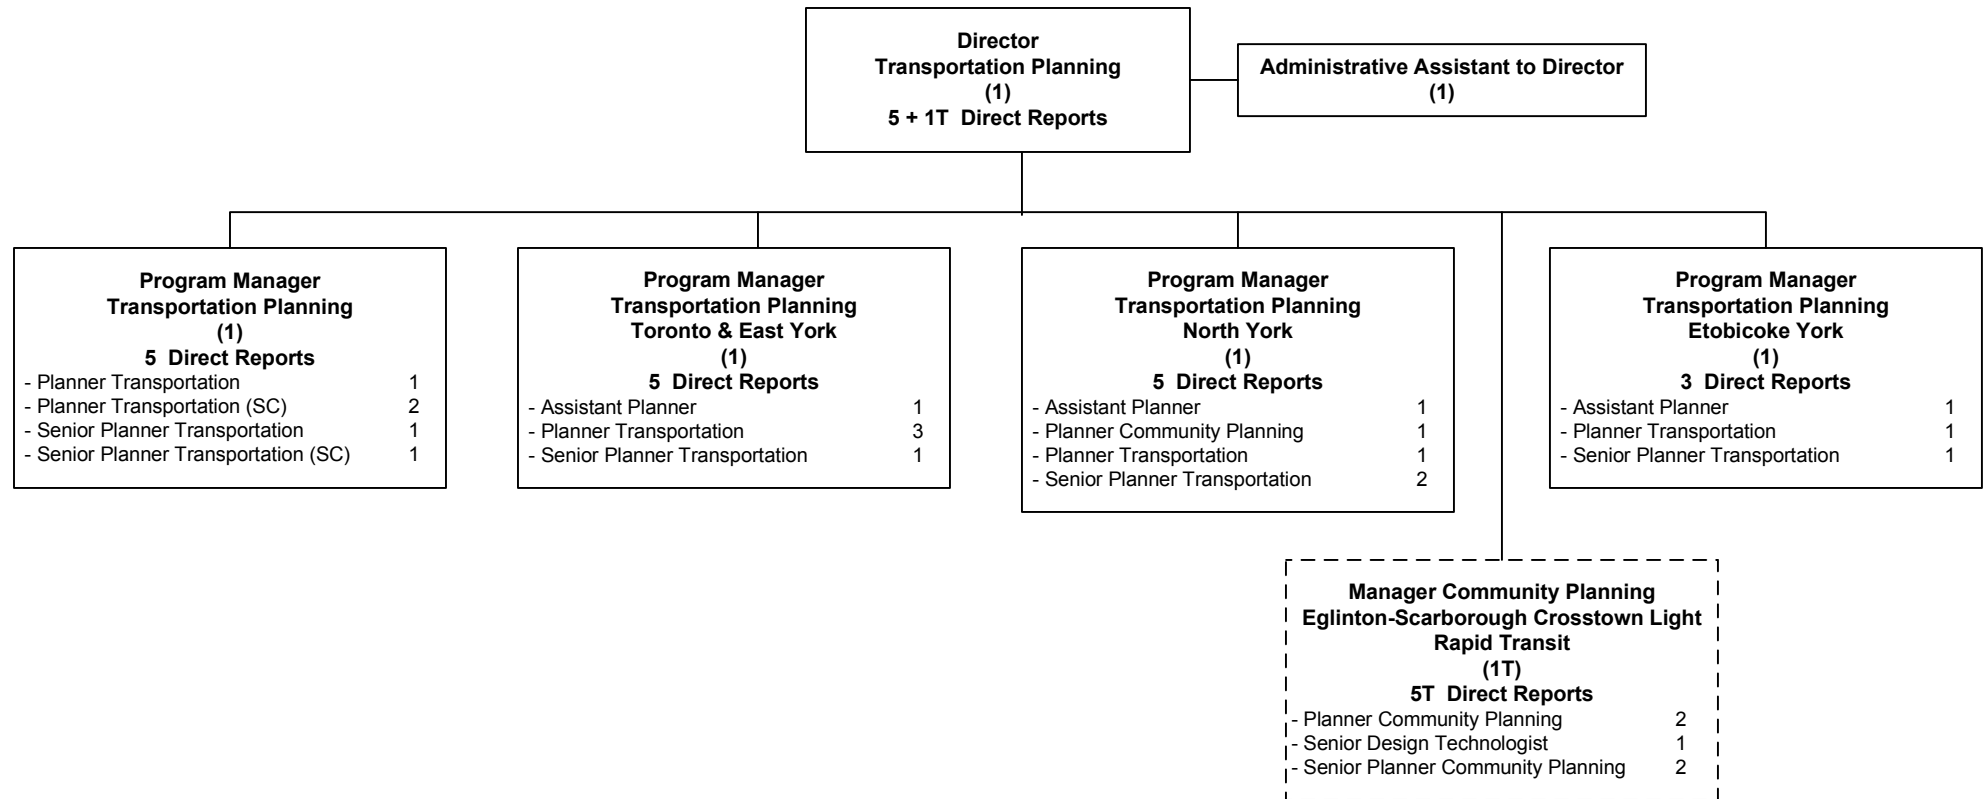 Director
Transportation Planning
(1)
5 + 1T Direct Reports
Administrative Assistant to Director
(1)
Program Manager
Transportation Planning
(1)
5 Direct Reports
- Planner Transportation 1
- Planner Transportation (SC) 2
- Senior Planner Transportation 1
- Senior Planner Transportation (SC) 1
Program Manager
Transportation Planning
Toronto & East York
(1)
5 Direct Reports
- Assistant Planner 1
- Planner Transportation 3
- Senior Planner Transportation 1
Program Manager
Transportation Planning
North York
(1)
5 Direct Reports
- Assistant Planner 1
- Planner Community Planning 1
- Planner Transportation 1
- Senior Planner Transportation 2
Program Manager
Transportation Planning
Etobicoke York
(1)
3 Direct Reports
- Assistant Planner 1
- Planner Transportation 1
- Senior Planner Transportation 1
Manager Community Planning
Eglinton-Scarborough Crosstown Light
Rapid Transit
(1T)
5T Direct Reports
- Planner Community Planning 2
- Senior Design Technologist 1
- Senior Planner Community Planning 2